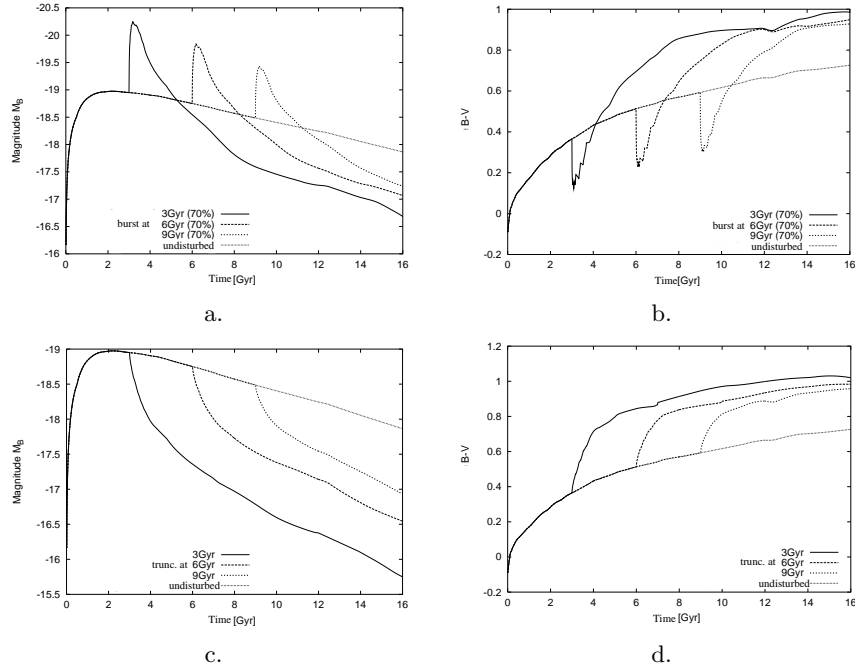 -20.5
-20
-19.5
-19
-18.5
-18
-17.5
-17
-16.5
-16
Magnitude M_B
0 2 4 6 8 10 12 14 16
Time [Gyr]
3Gyr (70%)
burst at 6Gyr (70%)
9Gyr (70%)
undisturbed
a.
1
0.8
0.6
0.4
0.2
0
-0.2
B-V
0 2 4 6 8 10 12 14 16
Time[Gyr]
3Gyr (70%)
burst at 6Gyr (70%)
9Gyr (70%)
undisturbed
b.
-19
-18.5
-18
-17.5
-17
-16.5
-16
-15.5
Magnitude M_B
0 2 4 6 8 10 12 14 16
Time [Gyr]
3Gyr
trunc. at 6Gyr
9Gyr
undisturbed
c.
1.2
1
0.8
0.6
0.4
0.2
0
-0.2
B-V
0 2 4 6 8 10 12 14 16
Time [Gyr]
3Gyr
trunc. at 6Gyr
9Gyr
undisturbed
d.